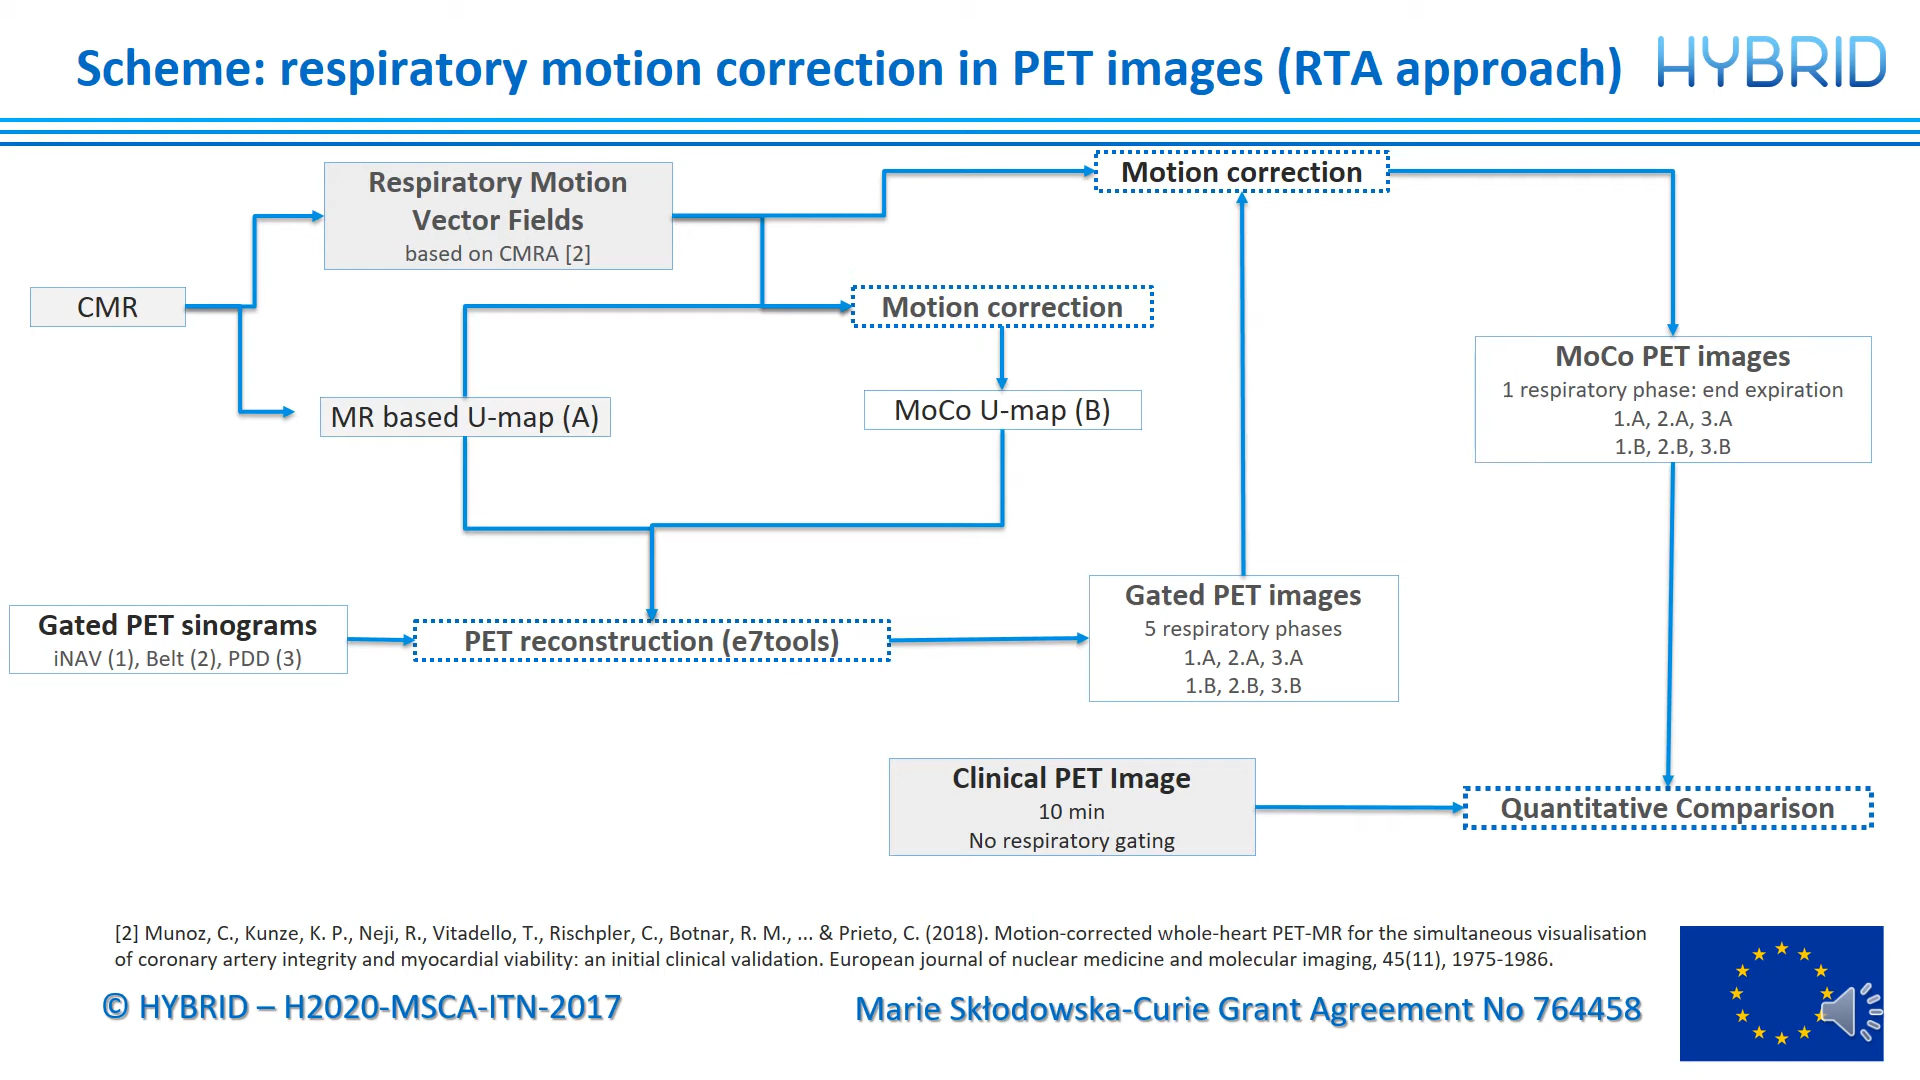 Scheme: respiratory motion correction in PET images (RTA approach)
HYBRID
Respiratory Motion
Vector Fields
based on CMRA [2]
Motion correction
CMR
Motion correction
MR based U-map (A)
MoCo U-map (B)
MoCo PET images
1 respiratory phase: end expiration
1.A, 2.A, 3.A
1.B, 2.B, 3.B
Gated PET sinograms
iNAV (1), Belt (2), PDD (3)
PET reconstruction (e7tools)
Gated PET images
5 respiratory phases
1.A, 2.A, 3.A
1.B, 2.B, 3.B
Clinical PET Image
10 min
No respiratory gating
Quantitative Comparison
[2] Munoz, C., Kunze, K. P., Neji, R., Vitadello, T., Rischpler, C., Botnar, R. M., ... & Prieto, C. (2018). Motion-corrected whole-heart PET-MR for the simultaneous visualisation
of coronary artery integrity and myocardial viability: an initial clinical validation. European journal of nuclear medicine and molecular imaging, 45(11), 1975-1986.
© HYBRID – H2020-MSCA-ITN-2017
Marie Skłodowska-Curie Grant Agreement No 764458